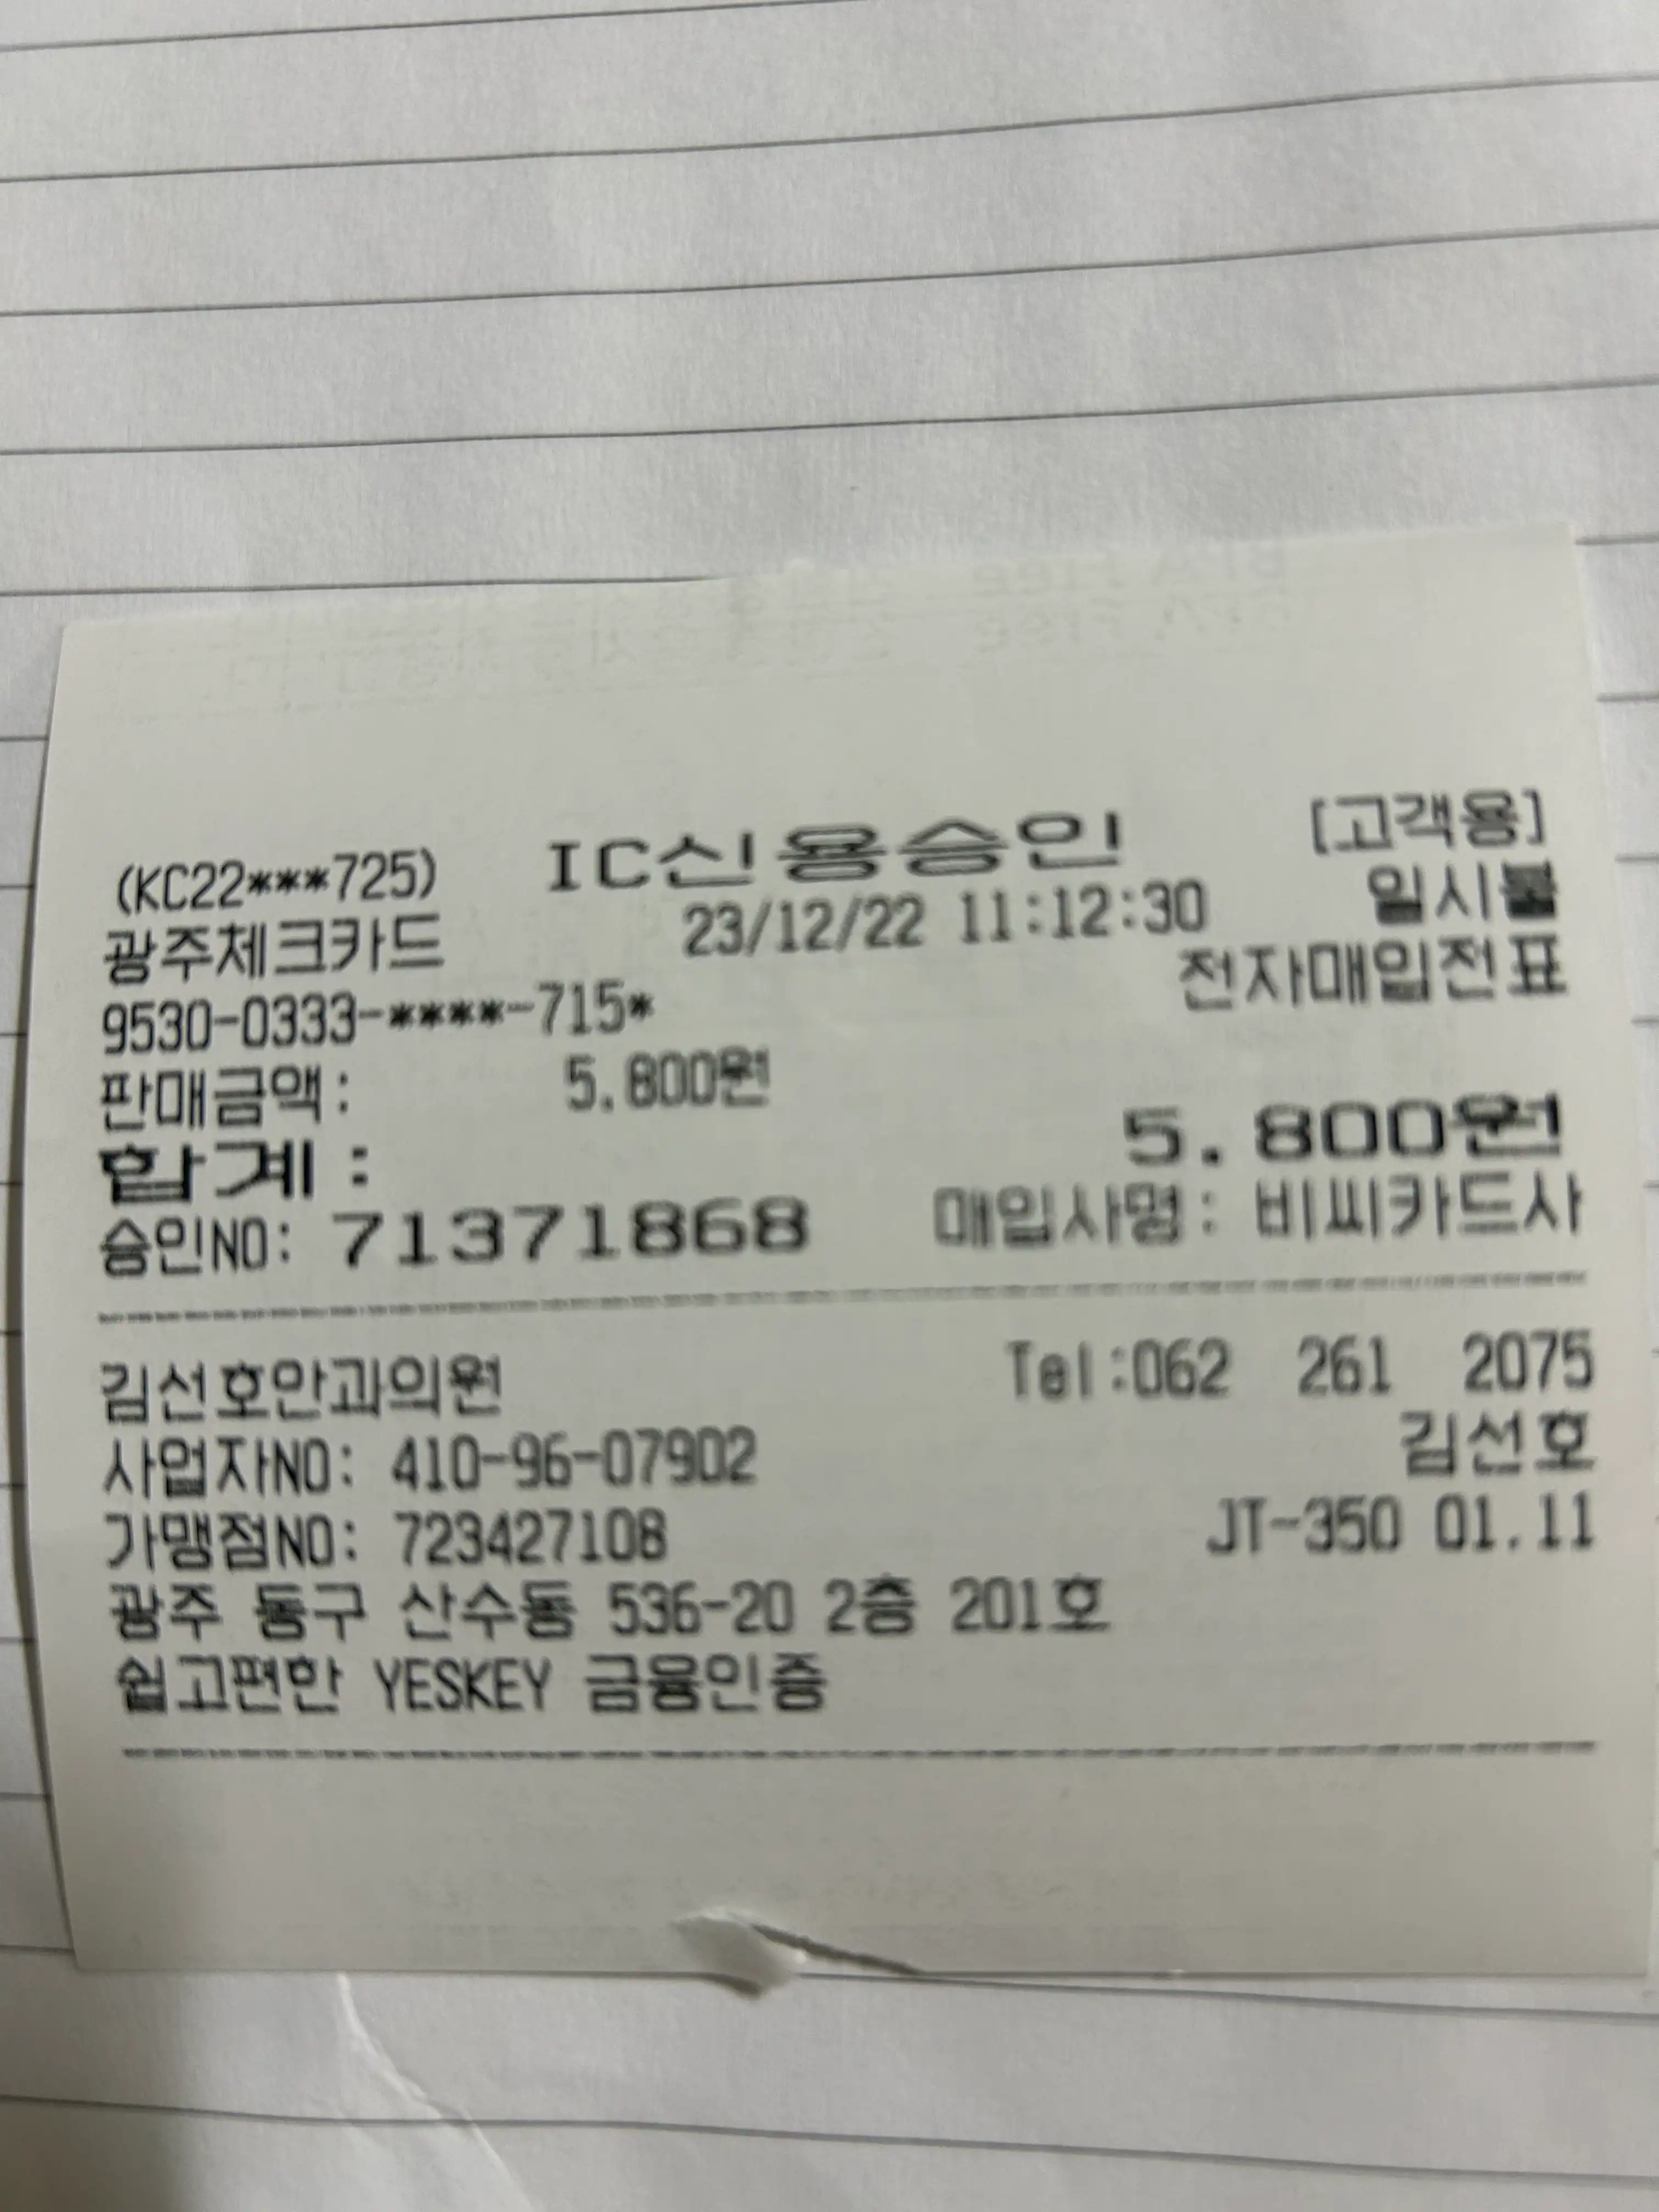 IC신용승인 [고객용]
(KC22***725) 일시불
광주체크카드 23/12/22 11:12:30 전자매입전표
9530-0333-****-715*
판매금액: 5.800원
합계: 5.800원
승인NO: 71371868 매입사명: 비씨카드사
김선호안과의원 Tel:062 261 2075
사업자NO: 410-96-07902 김선호
가맹점NO: 723427108 JT-350 01.11
광주 동구 산수동 536-20 2층 201호
쉽고편한 YESKEY 금융인증